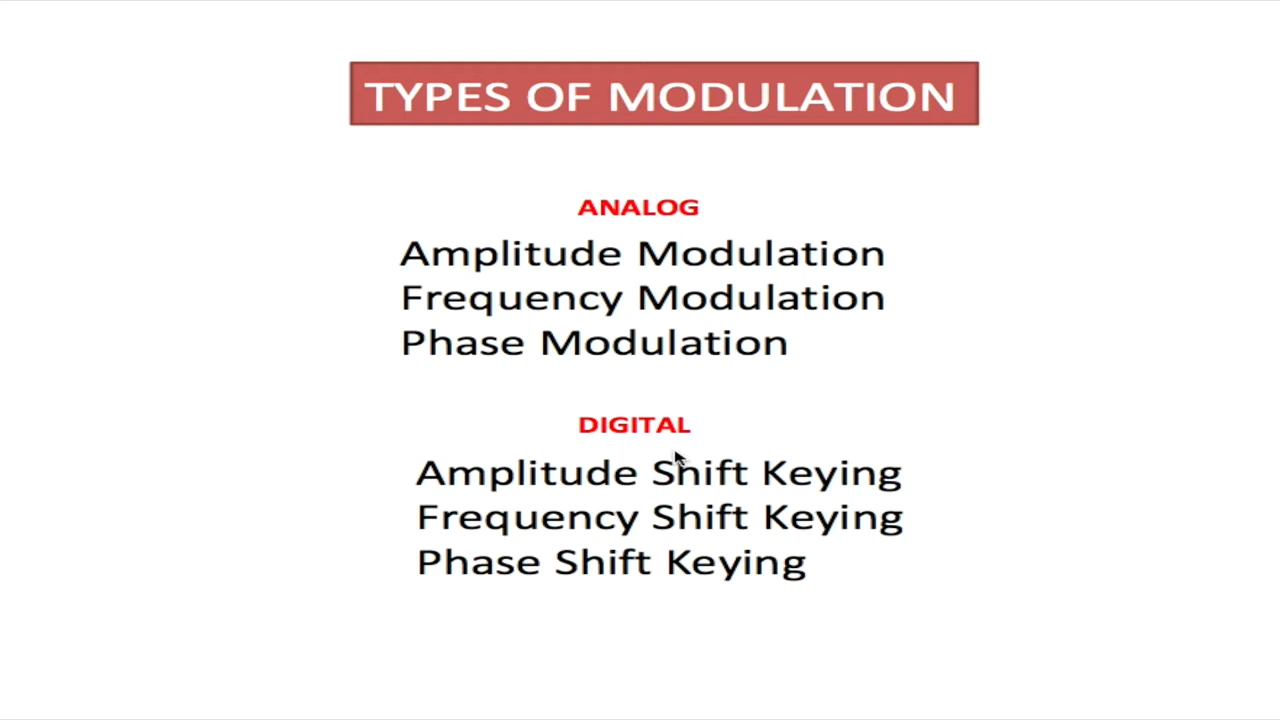 TYPES OF MODULATION
ANALOG
Amplitude Modulation
Frequency Modulation
Phase Modulation
DIGITAL
Amplitude Shift Keying
Frequency Shift Keying
Phase Shift Keying